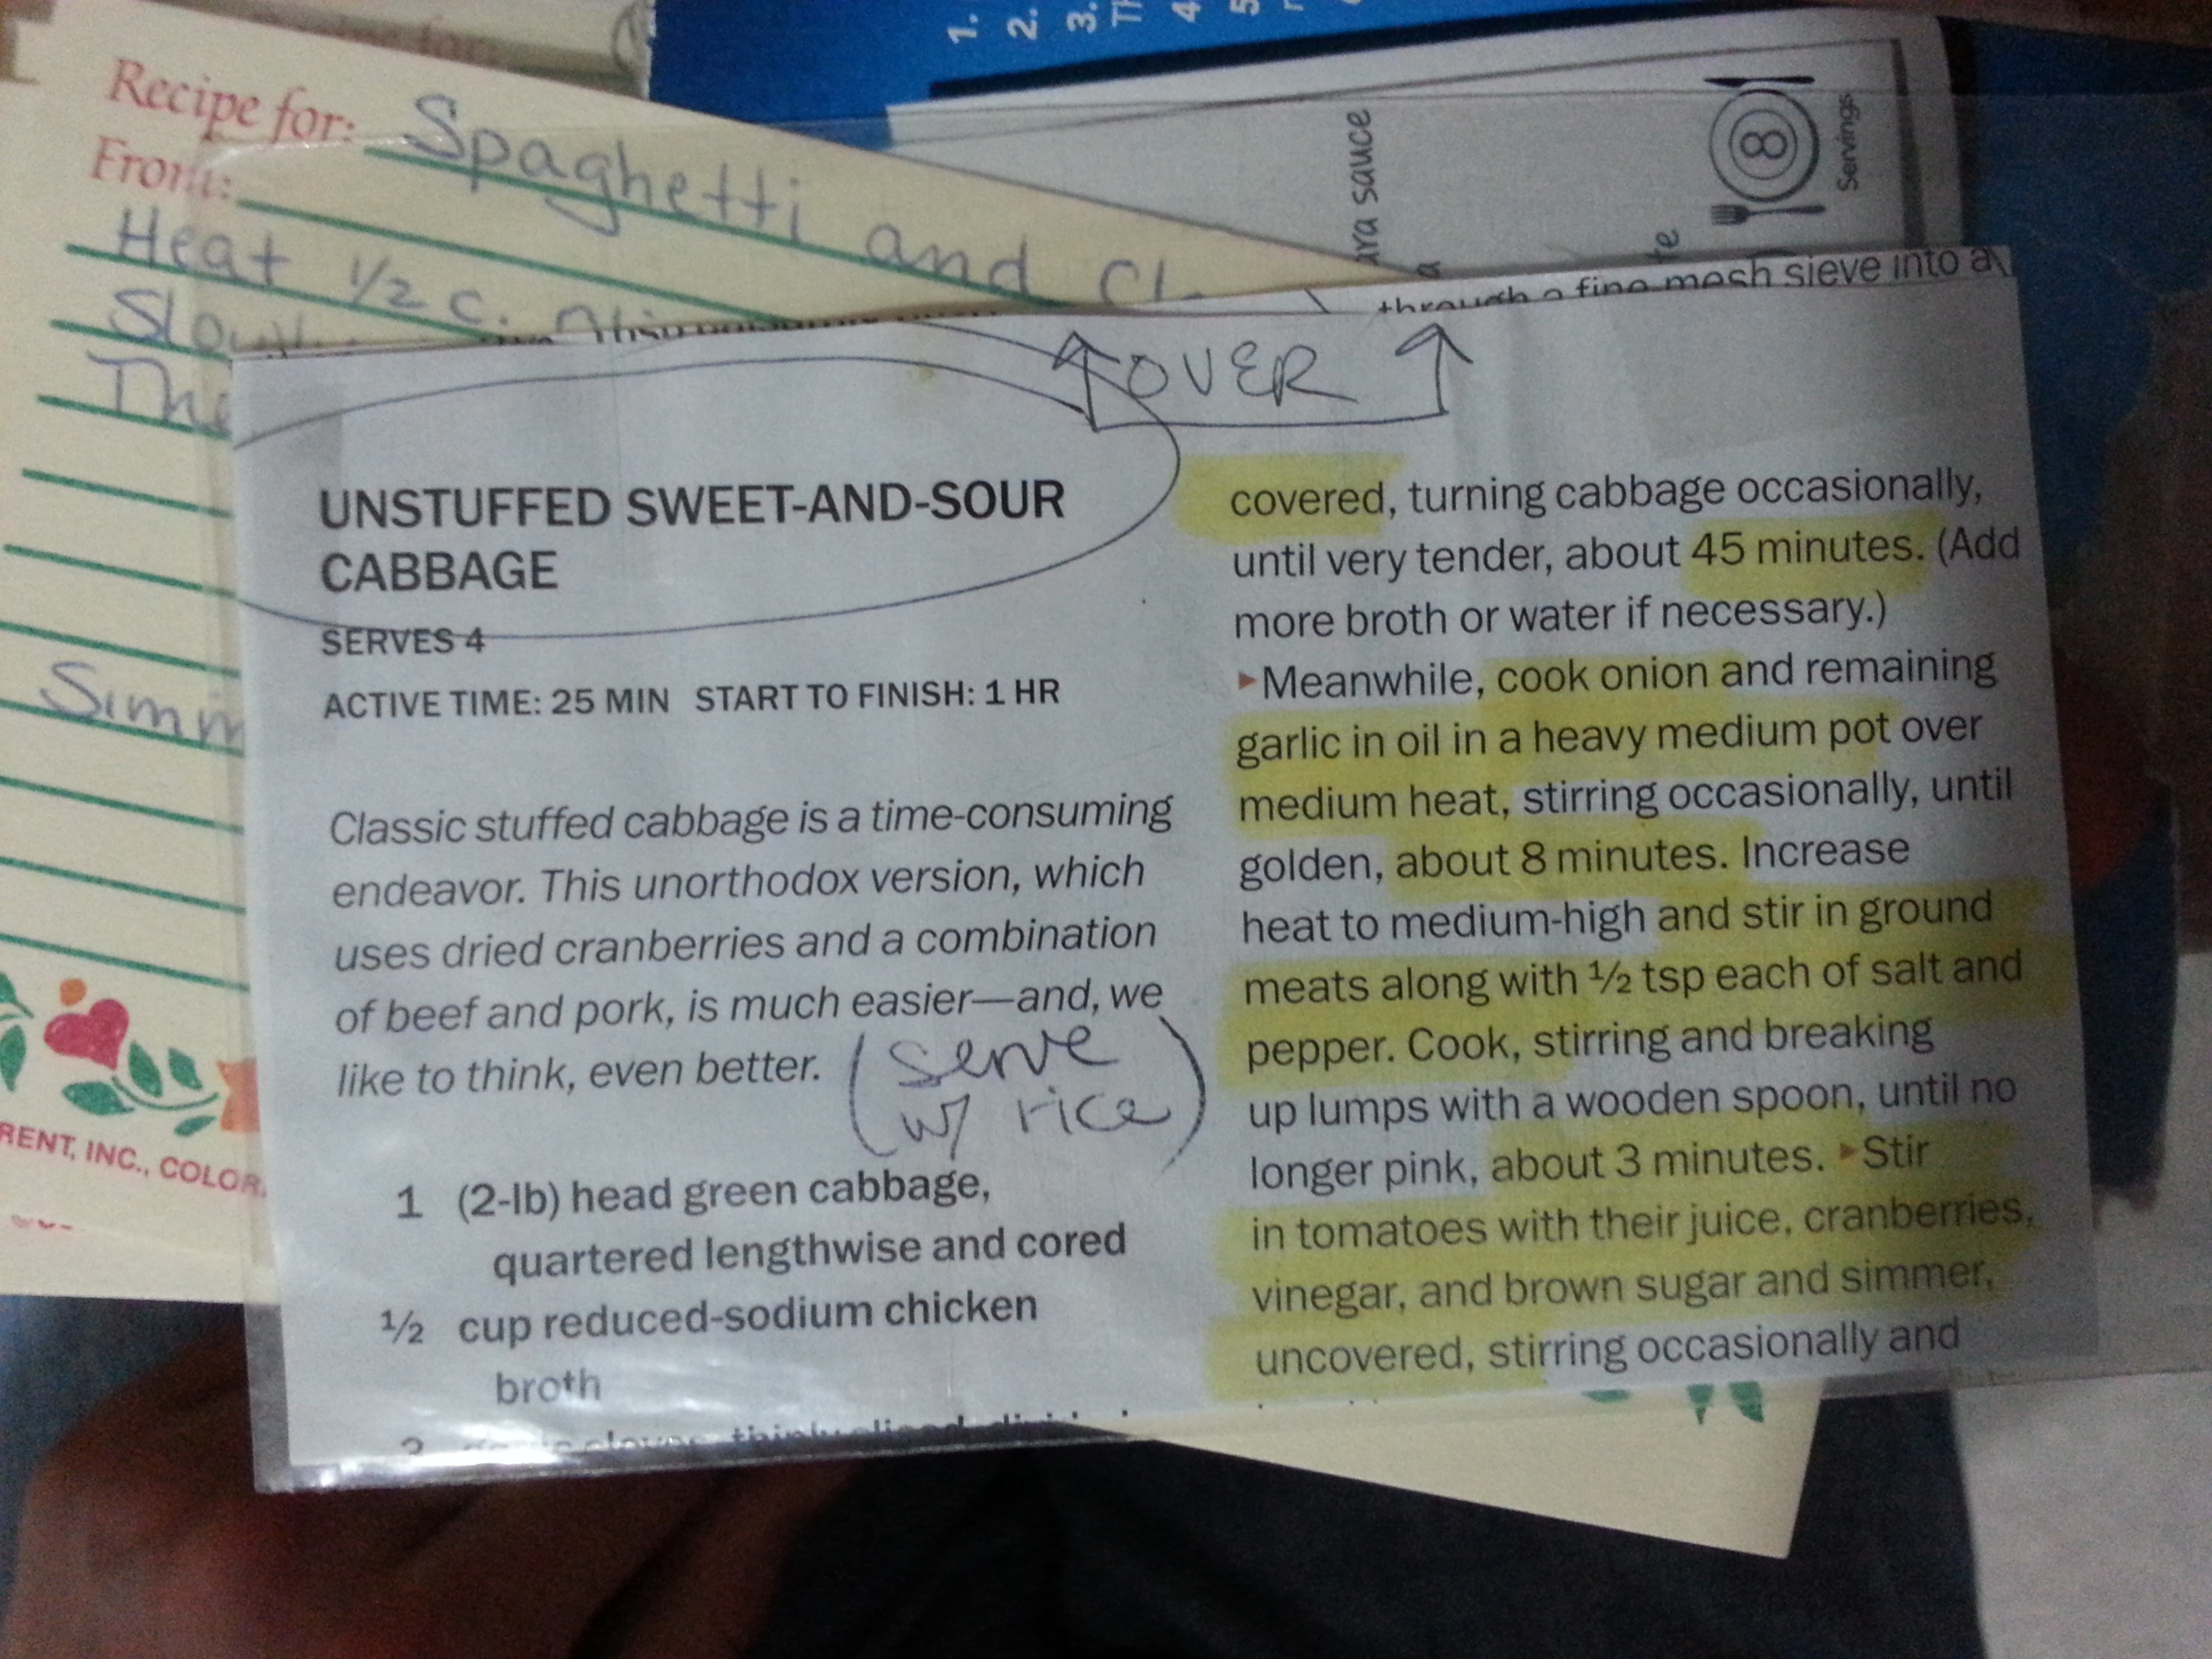 1.
2.
3.
4
5
ara sauce
a
te
8
Servings
Recipe for: Spaghetti and Cl
From:
Heat 1/2 c.
The
Simm
RENT, INC., COLOR
through a fine mesh sieve into a
OVER
UNSTUFFED SWEET-AND-SOUR
CABBAGE
SERVES 4
ACTIVE TIME: 25 MIN START TO FINISH: 1 HR
Classic stuffed cabbage is a time-consuming
endeavor. This unorthodox version, which
uses dried cranberries and a combination
of beef and pork, is much easier—and, we
like to think, even better.
(serve
w/ rice)
1 (2-lb) head green cabbage,
quartered lengthwise and cored
½ cup reduced-sodium chicken
broth
covered, turning cabbage occasionally,
until very tender, about 45 minutes. (Add
more broth or water if necessary.)
▸Meanwhile, cook onion and remaining
garlic in oil in a heavy medium pot over
medium heat, stirring occasionally, until
golden, about 8 minutes. Increase
heat to medium-high and stir in ground
meats along with ½ tsp each of salt and
pepper. Cook, stirring and breaking
up lumps with a wooden spoon, until no
longer pink, about 3 minutes. ▸Stir
in tomatoes with their juice, cranberries,
vinegar, and brown sugar and simmer,
uncovered, stirring occasionally and